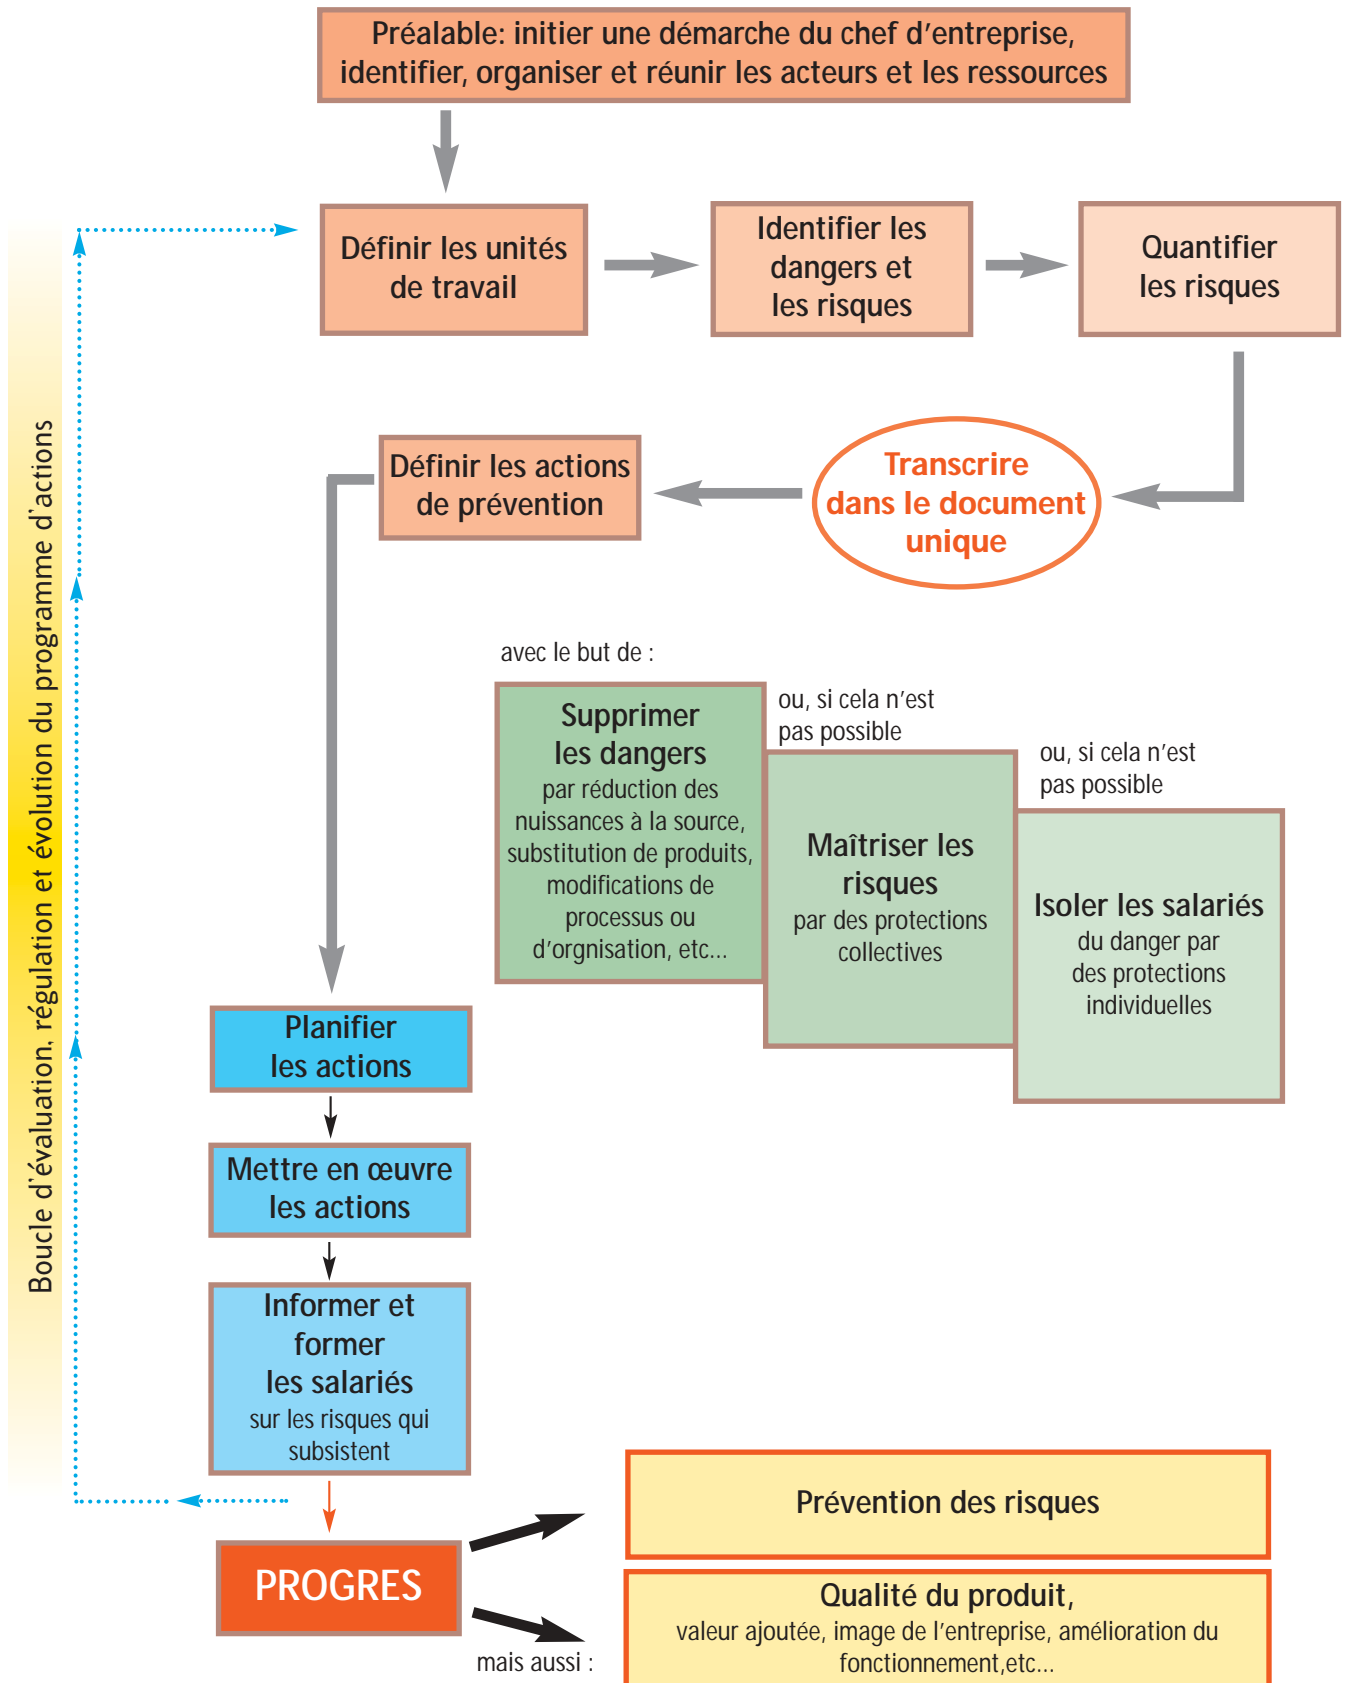 Préalable: initier une démarche du chef d'entreprise,
identifier, organiser et réunir les acteurs et les ressources
Définir les unités
de travail
Identifier les
dangers et
les risques
Quantifier
les risques
Transcrire
dans le document
unique
Définir les actions
de prévention
avec le but de :
Supprimer
les dangers
par réduction des
nuissances à la source,
substitution de produits,
modifications de
processus ou
d'orgnisation, etc...
ou, si cela n'est
pas possible
Maîtriser les
risques
par des protections
collectives
ou, si cela n'est
pas possible
Isoler les salariés
du danger par
des protections
individuelles
Planifier
les actions
Mettre en œuvre
les actions
Informer et
former
les salariés
sur les risques qui
subsistent
PROGRES
Prévention des risques
mais aussi :
Qualité du produit,
valeur ajoutée, image de l'entreprise, amélioration du
fonctionnement,etc...
Boucle d'évaluation, régulation et évolution du programme d'actions